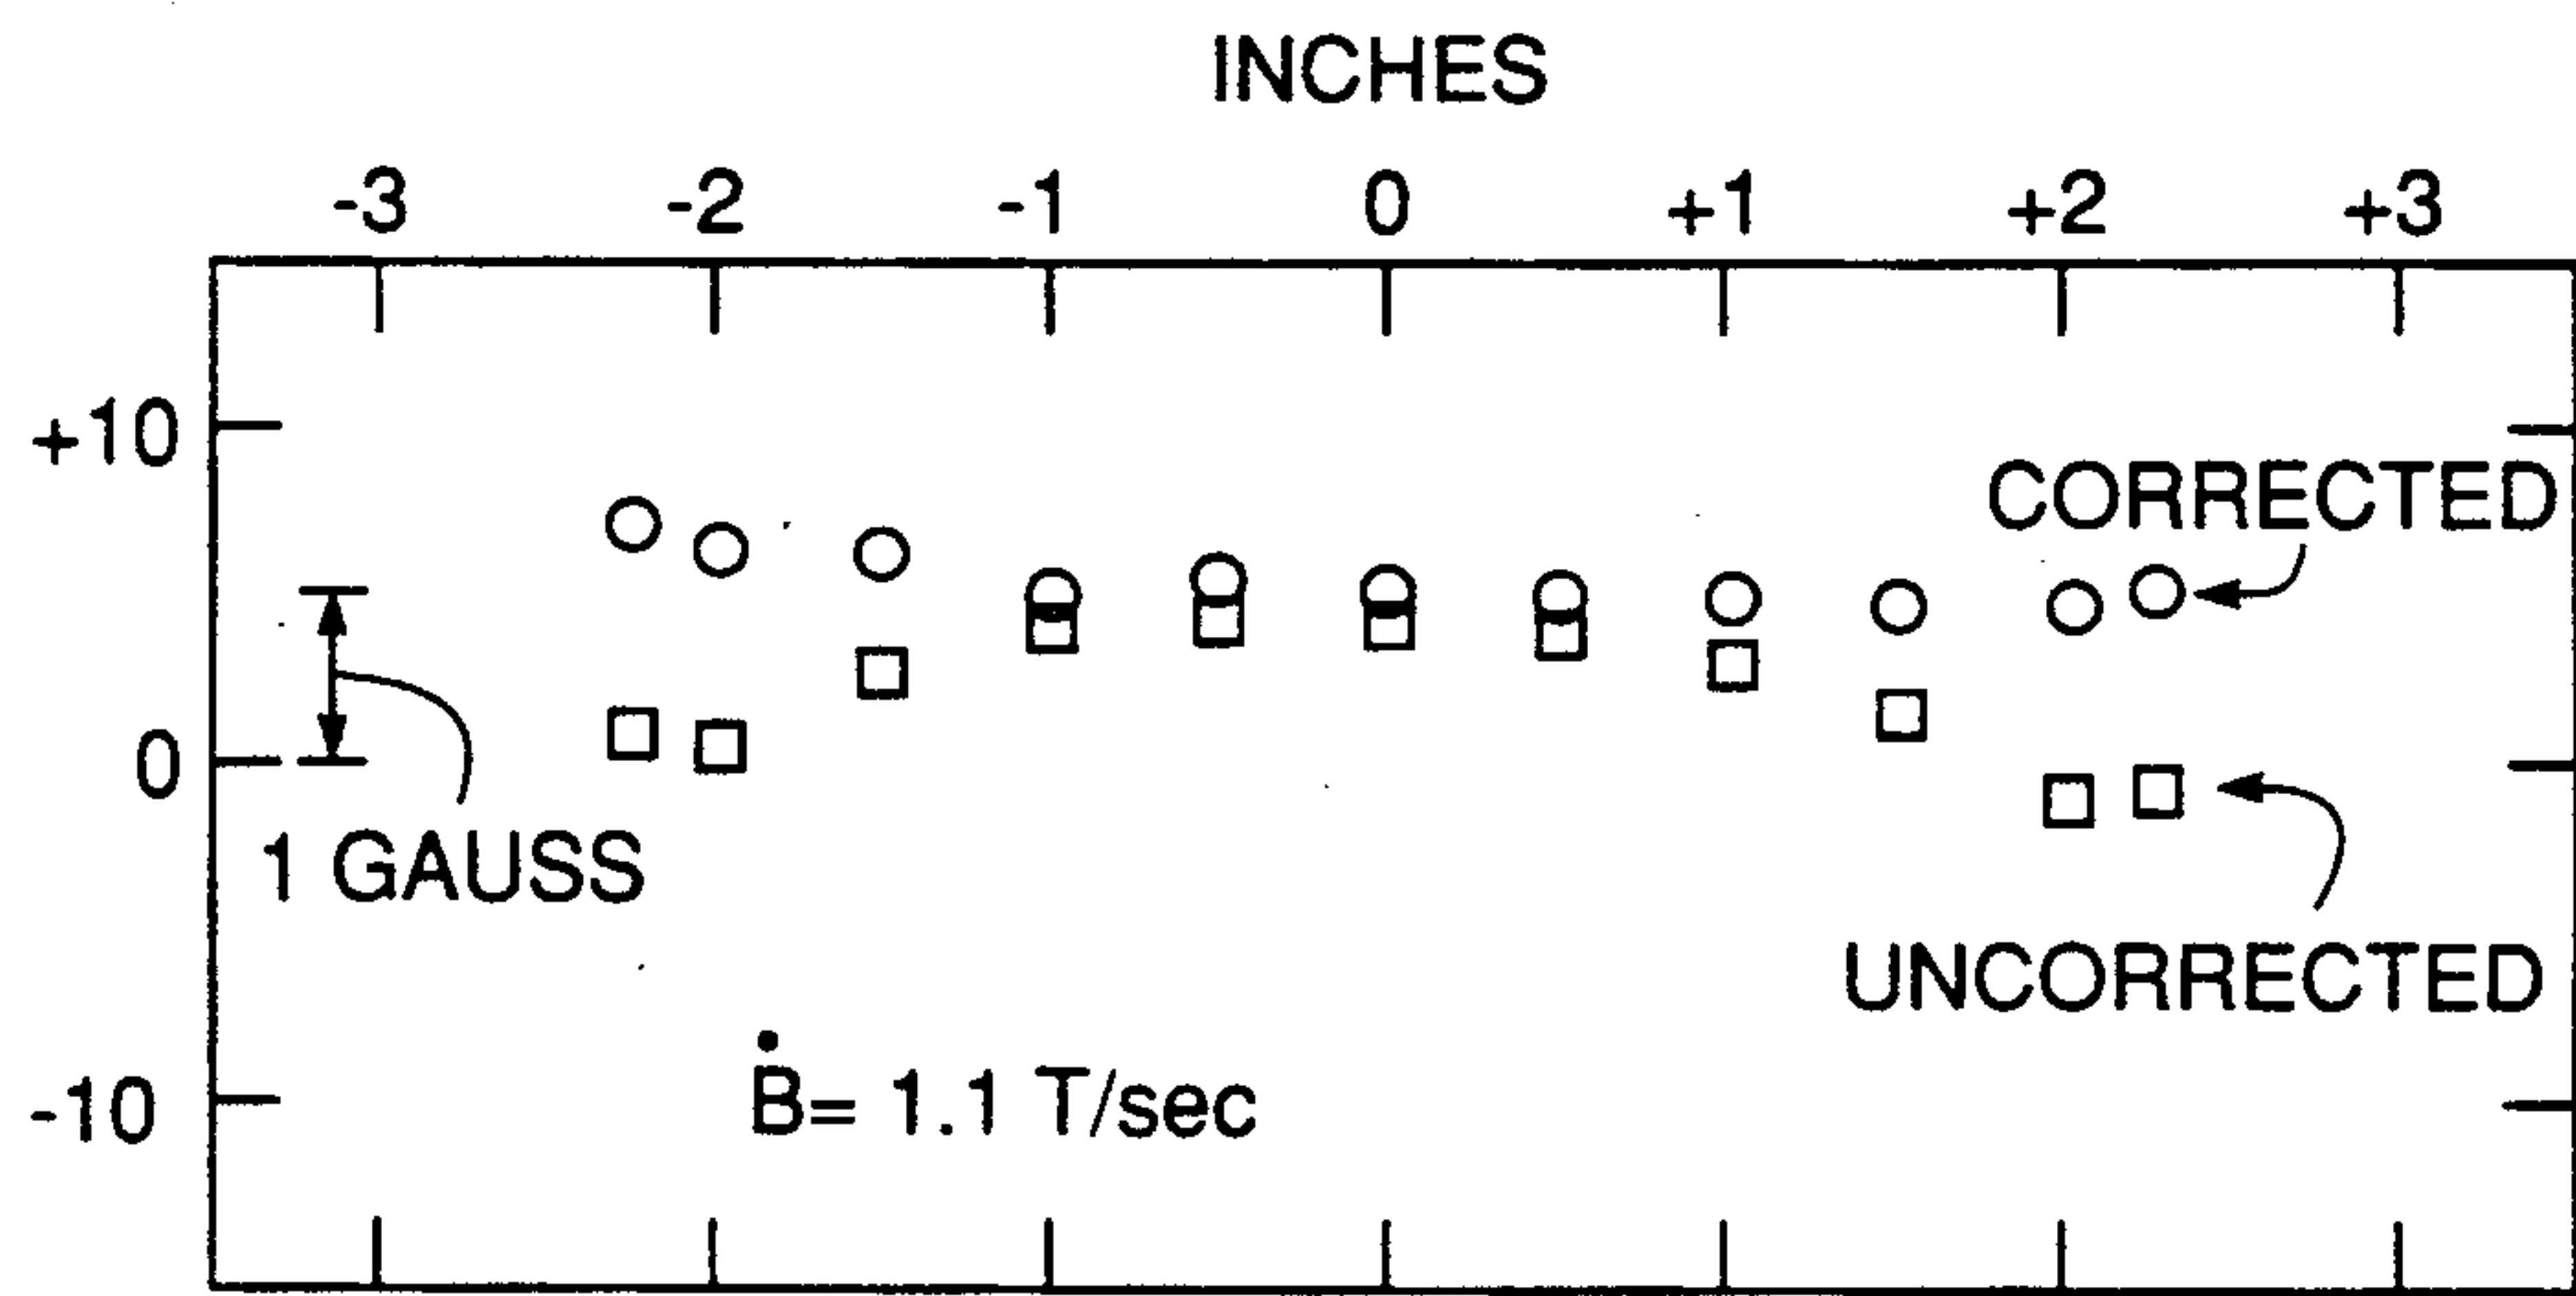 INCHES
-3 -2 -1 0 +1 +2 +3
+10
CORRECTED
0
1 GAUSS
UNCORRECTED
-10
Ḃ= 1.1 T/sec